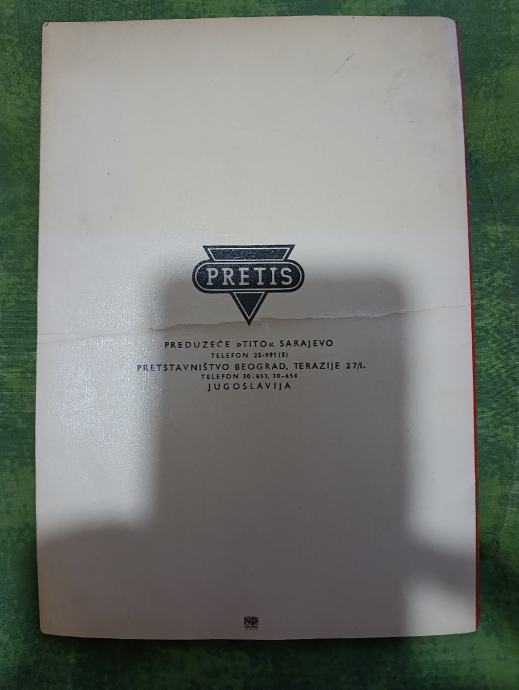 PRETIS
PREDUZEĆE »TITO« SARAJEVO
TELEFON 25-991 (5)
PRETSTAVNIŠTVO BEOGRAD, TERAZIJE 27/I.
TELEFON 30-653, 30-654
JUGOSLAVIJA